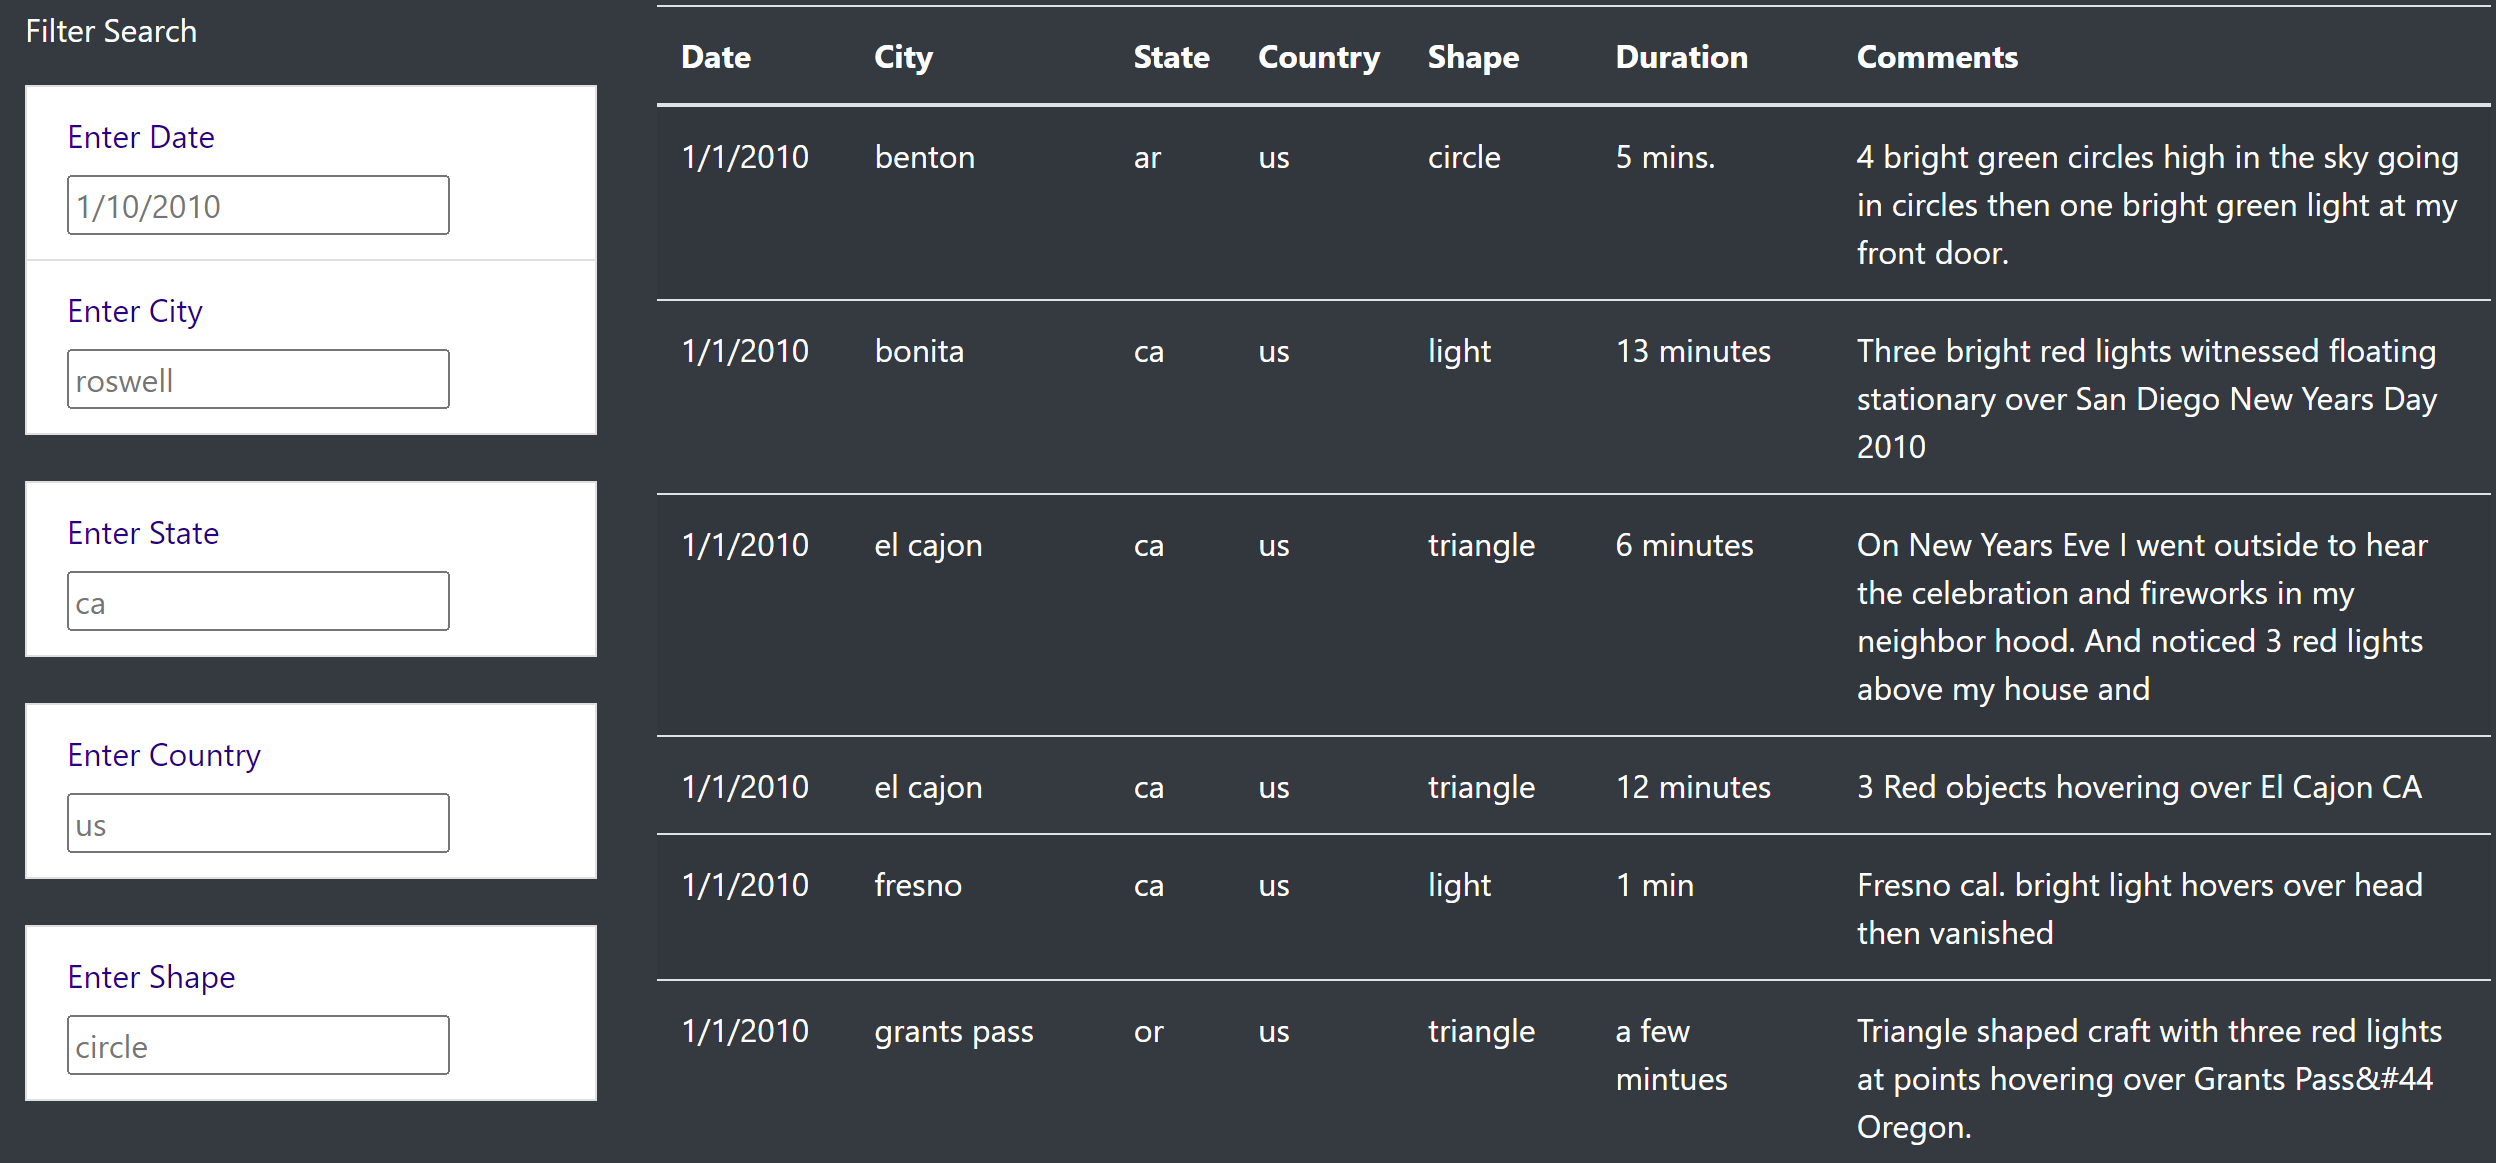 Filter Search
Enter Date
1/10/2010
Enter City
roswell
Enter State
ca
Enter Country
us
Enter Shape
circle
Date City State Country Shape Duration Comments
1/1/2010 benton ar us circle 5 mins. 4 bright green circles high in the sky going
in circles then one bright green light at my
front door.
1/1/2010 bonita ca us light 13 minutes Three bright red lights witnessed floating
stationary over San Diego New Years Day
2010
1/1/2010 el cajon ca us triangle 6 minutes On New Years Eve I went outside to hear
the celebration and fireworks in my
neighbor hood. And noticed 3 red lights
above my house and
1/1/2010 el cajon ca us triangle 12 minutes 3 Red objects hovering over El Cajon CA
1/1/2010 fresno ca us light 1 min Fresno cal. bright light hovers over head
then vanished
1/1/2010 grants pass or us triangle a few Triangle shaped craft with three red lights
mintues at points hovering over Grants Pass&#44
Oregon.